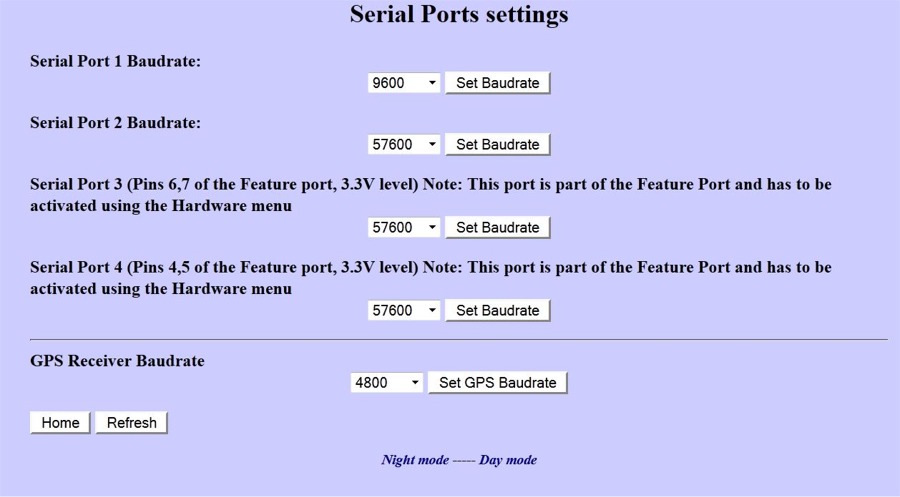 Serial Ports settings
Serial Port 1 Baudrate:
9600 Set Baudrate
Serial Port 2 Baudrate:
57600 Set Baudrate
Serial Port 3 (Pins 6,7 of the Feature port, 3.3V level) Note: This port is part of the Feature Port and has to be
activated using the Hardware menu
57600 Set Baudrate
Serial Port 4 (Pins 4,5 of the Feature port, 3.3V level) Note: This port is part of the Feature Port and has to be
activated using the Hardware menu
57600 Set Baudrate
GPS Receiver Baudrate
4800 Set GPS Baudrate
Home Refresh
Night mode ----- Day mode